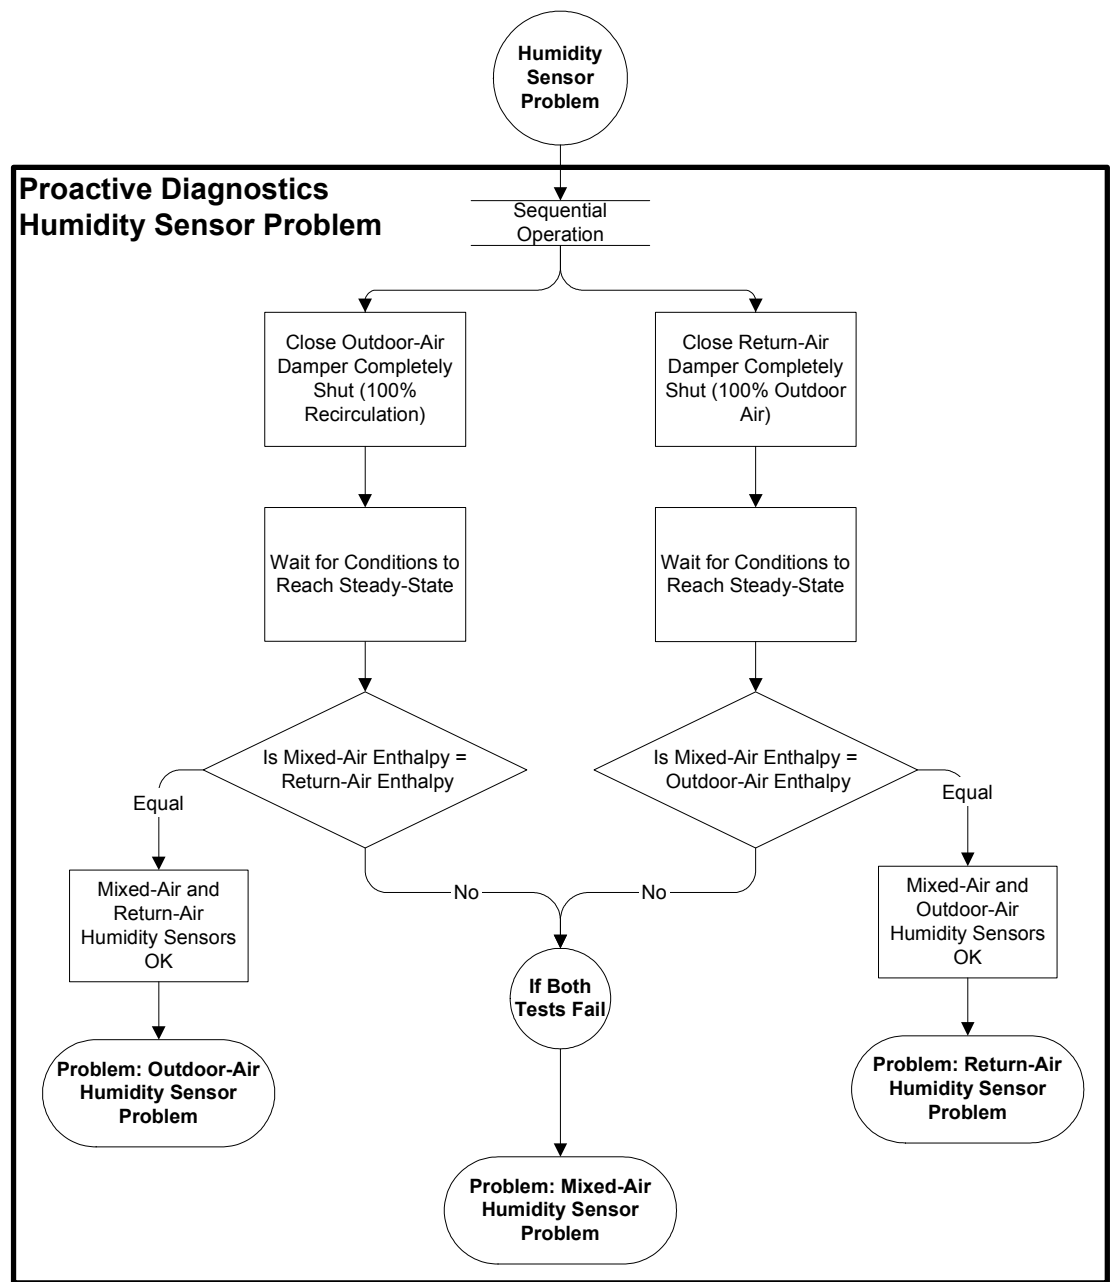 Humidity
Sensor
Problem
Proactive Diagnostics
Humidity Sensor Problem
Sequential
Operation
Close Outdoor-Air
Damper Completely
Shut (100%
Recirculation)
Close Return-Air
Damper Completely
Shut (100% Outdoor
Air)
Wait for Conditions to
Reach Steady-State
Wait for Conditions to
Reach Steady-State
Is Mixed-Air Enthalpy =
Return-Air Enthalpy
Is Mixed-Air Enthalpy =
Outdoor-Air Enthalpy
Equal
Equal
Mixed-Air and
Return-Air
Humidity Sensors
OK
No
No
Mixed-Air and
Outdoor-Air
Humidity Sensors
OK
If Both
Tests Fail
Problem: Outdoor-Air
Humidity Sensor
Problem
Problem: Return-Air
Humidity Sensor
Problem
Problem: Mixed-Air
Humidity Sensor
Problem